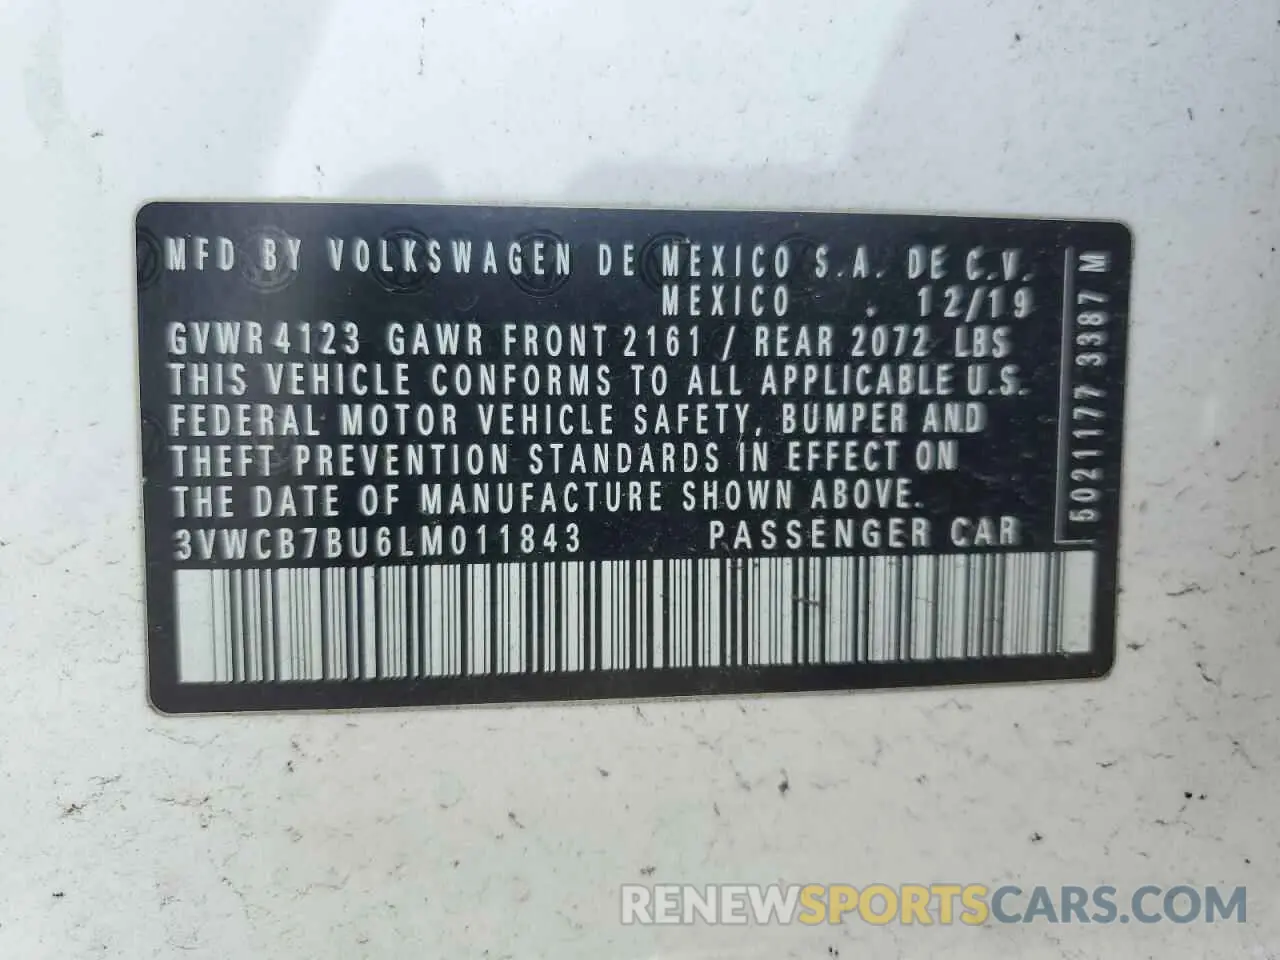 MFD BY VOLKSWAGEN DE MEXICO S.A. DE C.V.
MEXICO . 12/19
GVWR 4123 GAWR FRONT 2161 / REAR 2072 LBS
THIS VEHICLE CONFORMS TO ALL APPLICABLE U.S.
FEDERAL MOTOR VEHICLE SAFETY, BUMPER AND
THEFT PREVENTION STANDARDS IN EFFECT ON
THE DATE OF MANUFACTURE SHOWN ABOVE.
3VWCB7BU6LM011843 PASSENGER CAR
5021177 3387 M
RENEWSPORTSCARS.COM